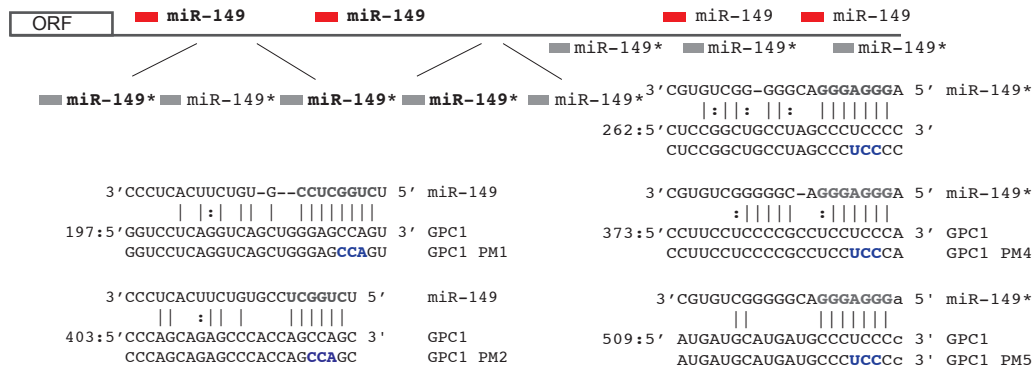 miR-149 miR-149 miR-149 miR-149
ORF
miR-149* miR-149* miR-149*
miR-149* miR-149* miR-149* miR-149* miR-149*
3'CGUGUCGG-GGGCAGGGAGGGA 5' miR-149*
|:||: ||: |||||||
262:5'CUCCGGCUGCCUAGCCCUCCCC 3'
CUCCGGCUGCCUAGCCCUCCCC
3'CCCUCACUUCUGU-G--CCUCGGUCU 5' miR-149
| |:| || | ||||||||
197:5'GGUCCUCAGGUCAGCUGGGAGCCAGU 3' GPC1
GGUCCUCAGGUCAGCUGGGAGCCAGU GPC1 PM1
3'CGUGUCGGGGGC-AGGGAGGGA 5' miR-149*
:||||| :||||||
373:5'CCUUCCUCCCCGCCUCCUCCCA 3' GPC1
CCUUCCUCCCCGCCUCCUCCCA GPC1 PM4
3'CCCUCACUUCUGUGCCUCGGUCU 5' miR-149
|| :|| | ||||||
403:5'CCCAGCAGAGCCCACCAGCCAGC 3' GPC1
CCCAGCAGAGCCCACCAGCCAGC GPC1 PM2
3'CGUGUCGGGGGCAGGGAGGGa 5' miR-149*
|| |||||||
509:5'AUGAUGCAUGAUGCCCUCCCc 3' GPC1
AUGAUGCAUGAUGCCCUCCCc 3' GPC1 PM5